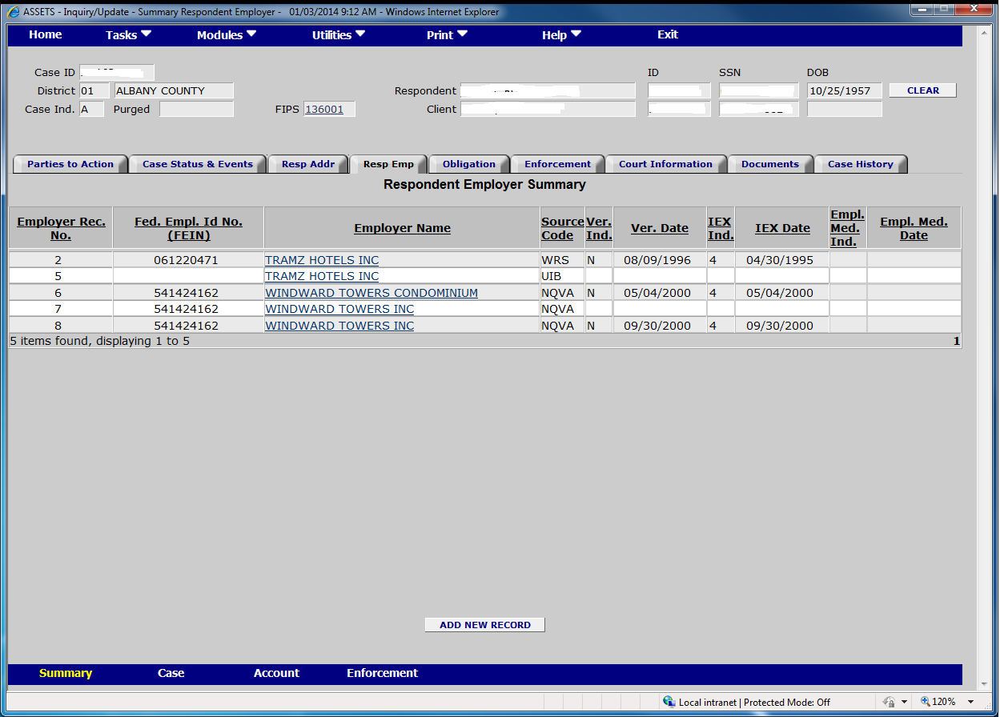 ASSETS - Inquiry/Update - Summary Respondent Employer - 01/03/2014 9:12 AM - Windows Internet Explorer
Home Tasks Modules Utilities Print Help Exit
Case ID ID SSN DOB
District 01 ALBANY COUNTY Respondent 10/25/1957 CLEAR
Case Ind. A Purged FIPS 136001 Client
Parties to Action Case Status & Events Resp Addr Resp Emp Obligation Enforcement Court Information Documents Case History
Respondent Employer Summary
Employer Rec. No. Fed. Empl. Id No. (FEIN) Employer Name Source Code Ver. Ind. Ver. Date IEX Ind. IEX Date Empl. Med. Ind. Empl. Med. Date
2 061220471 TRAMZ HOTELS INC WRS N 08/09/1996 4 04/30/1995
5 TRAMZ HOTELS INC UIB
6 541424162 WINDWARD TOWERS CONDOMINIUM NQVA N 05/04/2000 4 05/04/2000
7 541424162 WINDWARD TOWERS INC NQVA
8 541424162 WINDWARD TOWERS INC NQVA N 09/30/2000 4 09/30/2000
5 items found, displaying 1 to 5 1
ADD NEW RECORD
Summary Case Account Enforcement
Local intranet | Protected Mode: Off 120%